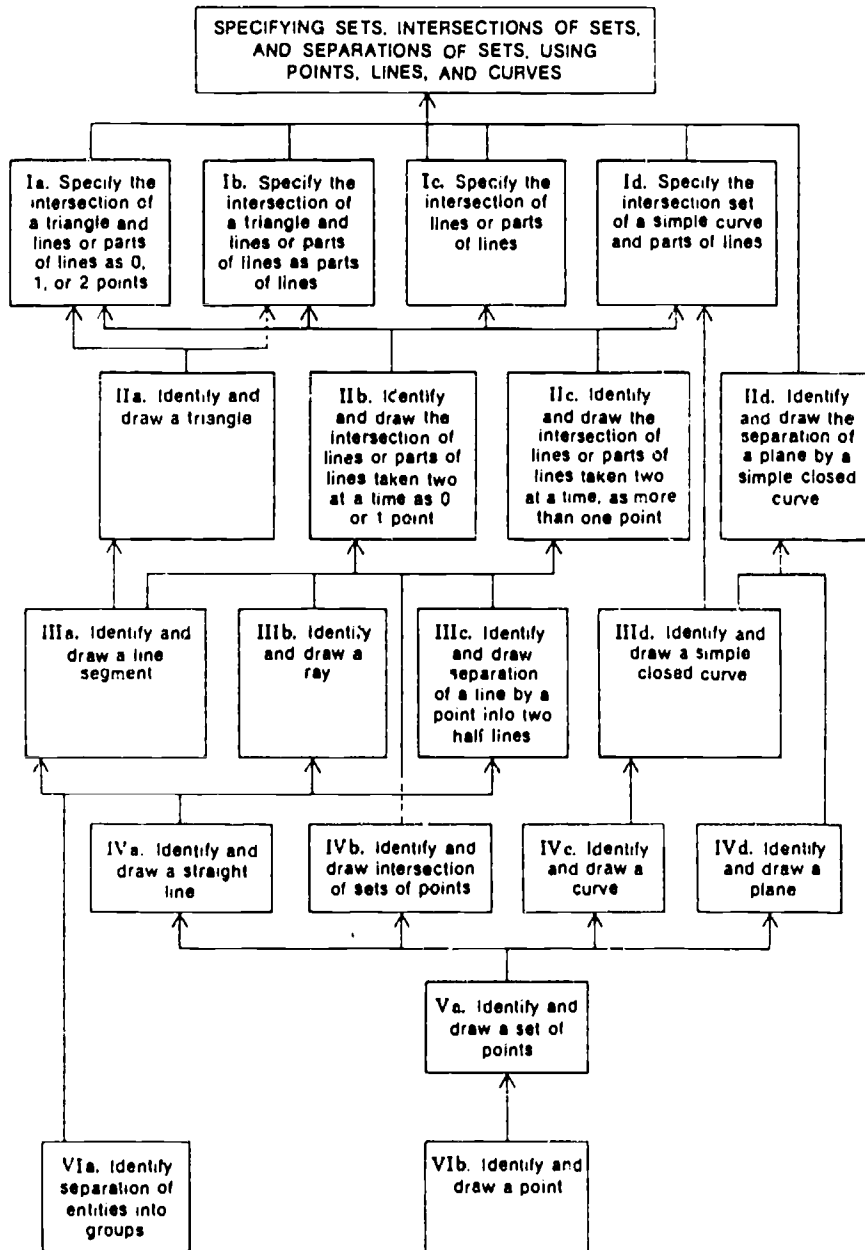 SPECIFYING SETS, INTERSECTIONS OF SETS,
AND SEPARATIONS OF SETS, USING
POINTS, LINES, AND CURVES
Ia. Specify the
intersection of
a triangle and
lines or parts
of lines as 0,
1, or 2 points
Ib. Specify the
intersection of
a triangle and
lines or parts
of lines as parts
of lines
Ic. Specify the
intersection of
lines or parts
of lines
Id. Specify the
intersection set
of a simple curve
and parts of lines
IIa. Identify and
draw a triangle
IIb. Identify
and draw the
intersection of
lines or parts of
lines taken two
at a time as 0
or 1 point
IIc. Identify
and draw the
intersection of
lines or parts of
lines taken two
at a time, as more
than one point
IId. Identify
and draw the
separation of
a plane by a
simple closed
curve
IIIa. Identify and
draw a line
segment
IIIb. Identify
and draw a
ray
IIIc. Identify
and draw
separation
of a line by a
point into two
half lines
IIId. Identify and
draw a simple
closed curve
IVa. Identify and
draw a straight
line
IVb. Identify and
draw intersection
of sets of points
IVc. Identify
and draw a
curve
IVd. Identify
and draw a
plane
Va. Identify and
draw a set of
points
VIa. Identify
separation of
entities into
groups
VIb. Identify and
draw a point